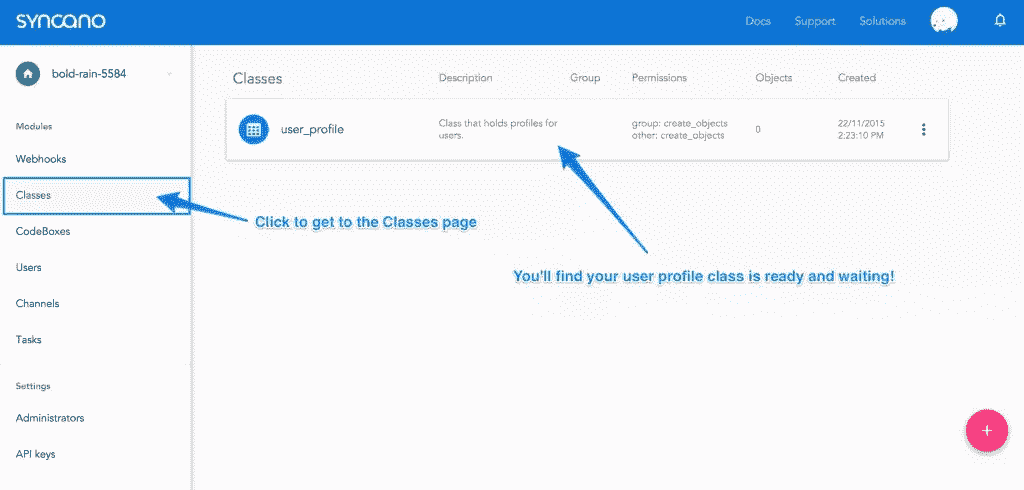 syncano
Docs Support Solutions
bold-rain-5584
Modules
Webhooks
Classes
CodeBoxes
Users
Channels
Tasks
Settings
Administrators
API keys
Classes Description Group Permissions Objects Created
user_profile
Class that holds profiles for
users.
group: create_objects
other: create_objects
0
22/11/2015
2:23:10 PM
Click to get to the Classes page
You'll find your user profile class is ready and waiting!